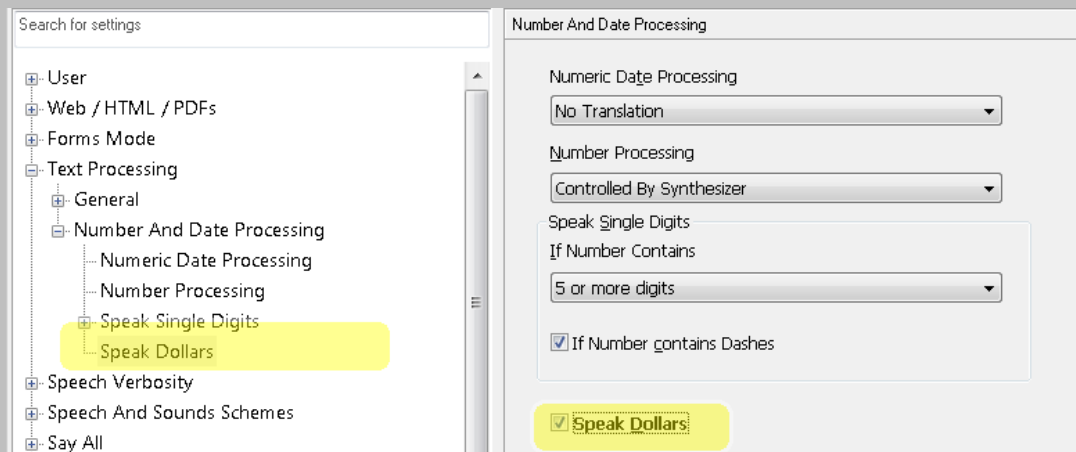 Search for settings
User
Web / HTML / PDFs
Forms Mode
Text Processing
General
Number And Date Processing
Numeric Date Processing
Number Processing
Speak Single Digits
Speak Dollars
Speech Verbosity
Speech And Sounds Schemes
Say All
Number And Date Processing
Numeric Date Processing
No Translation
Number Processing
Controlled By Synthesizer
Speak Single Digits
If Number Contains
5 or more digits
If Number contains Dashes
Speak Dollars